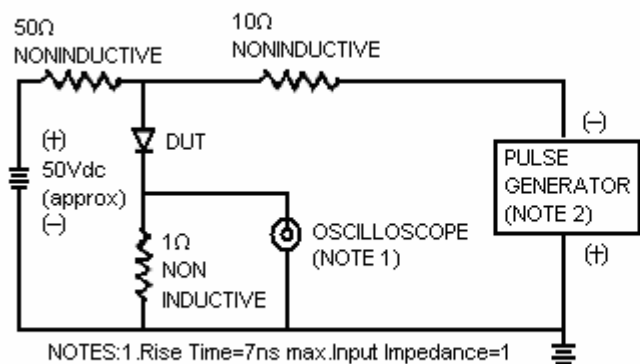 50Ω
NONINDUCTIVE
10Ω
NONINDUCTIVE
(+)
50Vdc
(approx)
(−)
DUT
1Ω
NON
INDUCTIVE
OSCILLOSCOPE
(NOTE 1)
(−)
PULSE
GENERATOR
(NOTE 2)
(+)
NOTES:1.Rise Time=7ns max.Input Impedance=1